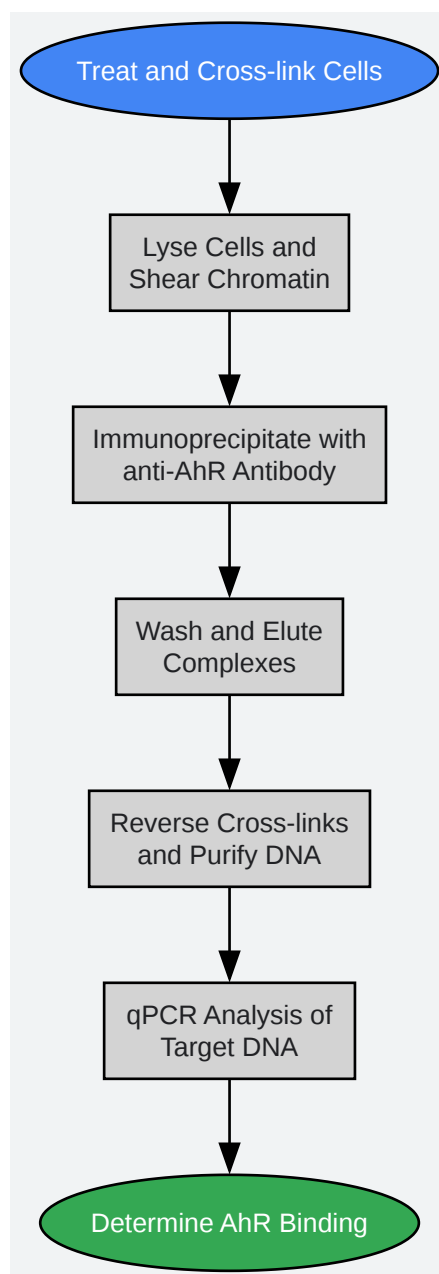 Treat and Cross-link Cells
Lyse Cells and
Shear Chromatin
Immunoprecipitate with
anti-AhR Antibody
Wash and Elute
Complexes
Reverse Cross-links
and Purify DNA
qPCR Analysis of
Target DNA
Determine AhR Binding